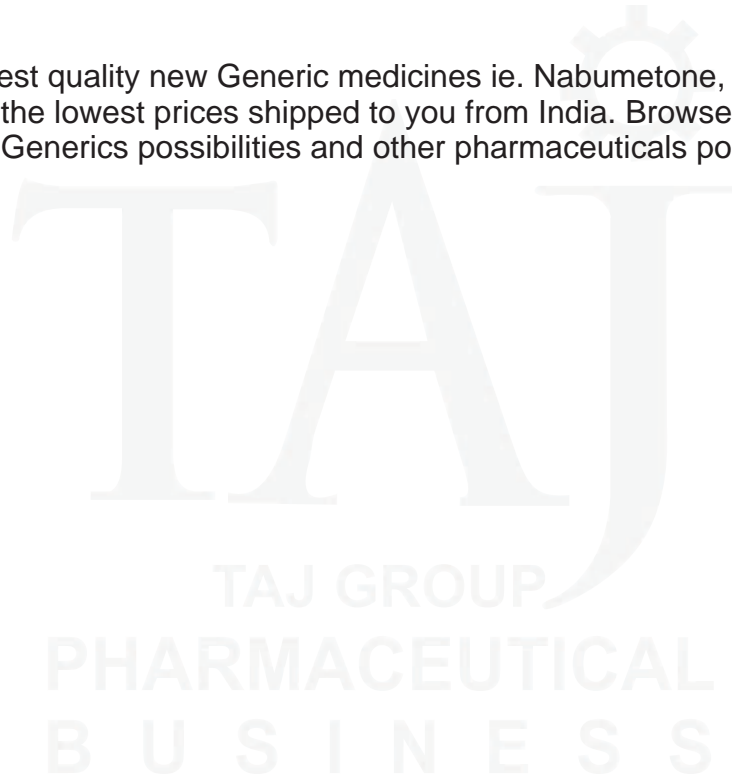 est quality new Generic medicines ie. Nabumetone,
the lowest prices shipped to you from India. Browse
Generics possibilities and other pharmaceuticals po
TAJ
TAJ GROUP
PHARMACEUTICAL
BUSINESS